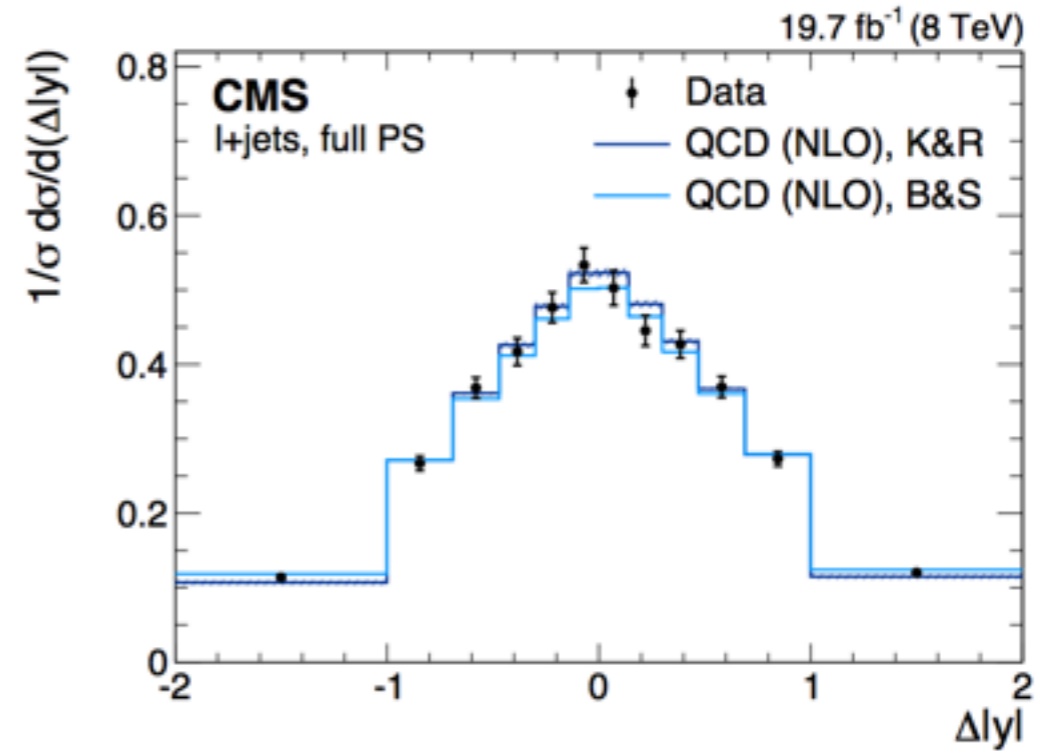 19.7 fb⁻¹ (8 TeV)
1/σ dσ/d(Δ|y|)
0.8
CMS
l+jets, full PS
Data
QCD (NLO), K&R
QCD (NLO), B&S
0.6
0.4
0.2
0
-2 -1 0 1 2
Δ|y|